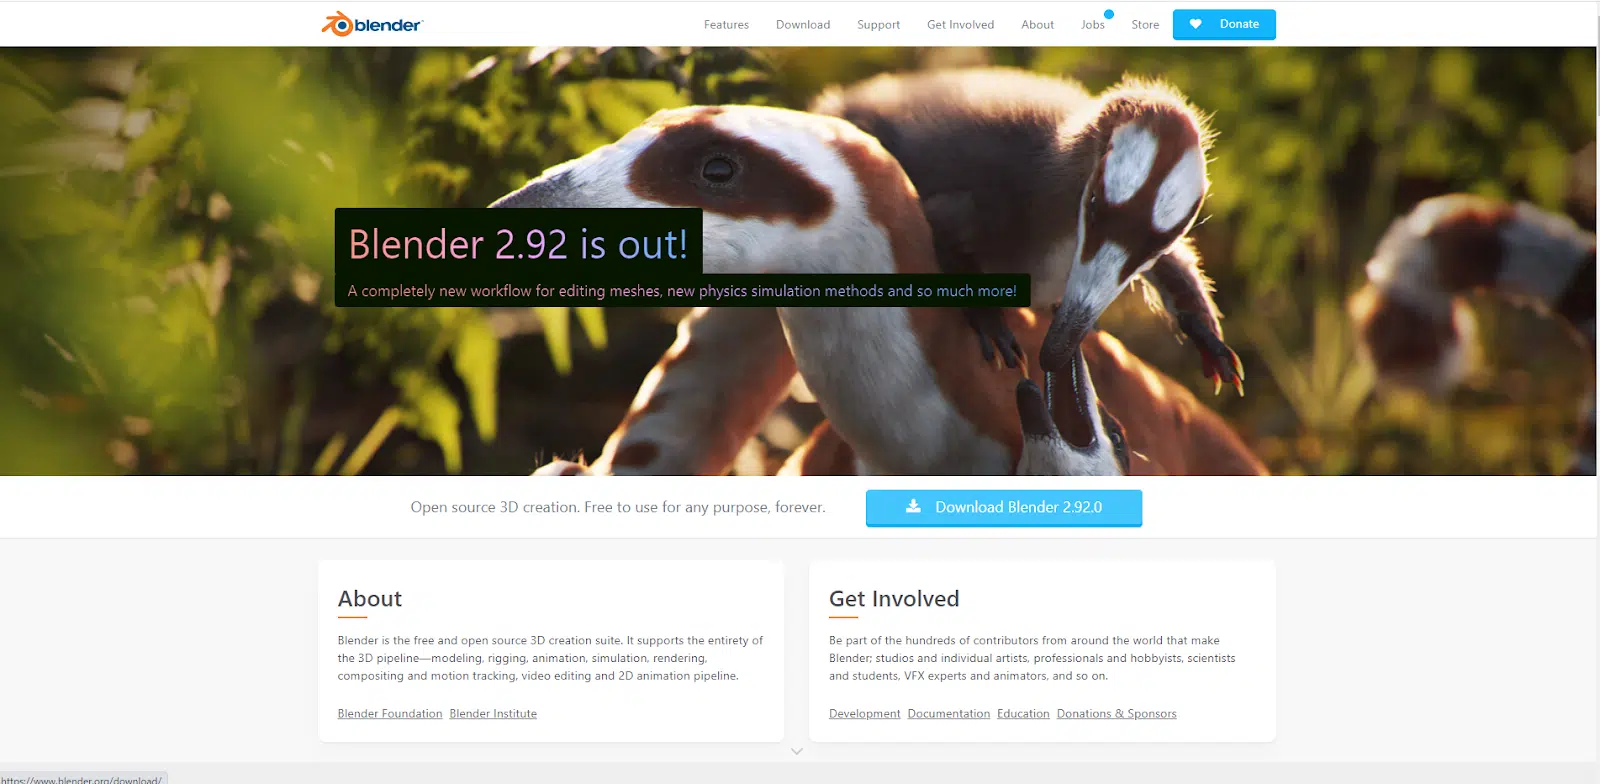 blender
Features Download Support Get Involved About Jobs Store Donate
Blender 2.92 is out!
A completely new workflow for editing meshes, new physics simulation methods and so much more!
Open source 3D creation. Free to use for any purpose, forever.
Download Blender 2.92.0
About
Blender is the free and open source 3D creation suite. It supports the entirety of
the 3D pipeline—modeling, rigging, animation, simulation, rendering,
compositing and motion tracking, video editing and 2D animation pipeline.
Blender Foundation Blender Institute
Get Involved
Be part of the hundreds of contributors from around the world that make
Blender; studios and individual artists, professionals and hobbyists, scientists
and students, VFX experts and animators, and so on.
Development Documentation Education Donations & Sponsors
https://www.blender.org/download/